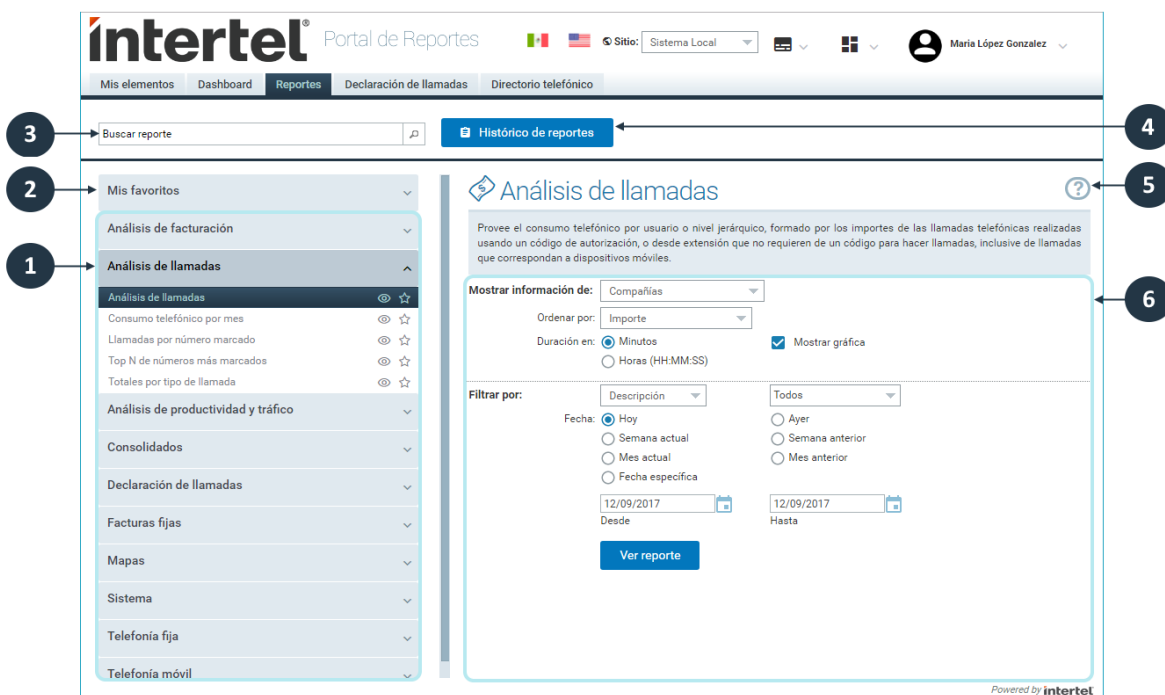 íntertel® Portal de Reportes
Sitio: Sistema Local
María López Gonzalez
Mis elementos Dashboard Reportes Declaración de llamadas Directorio telefónico
3
Buscar reporte
Histórico de reportes
4
2
Mis favoritos
Análisis de llamadas
5
Análisis de facturación
Provee el consumo telefónico por usuario o nivel jerárquico, formado por los importes de las llamadas telefónicas realizadas
usando un código de autorización, o desde extensión que no requieren de un código para hacer llamadas, inclusive de llamadas
que correspondan a dispositivos móviles.
1
Análisis de llamadas
Análisis de llamadas
Consumo telefónico por mes
Llamadas por número marcado
Top N de números más marcados
Totales por tipo de llamada
Análisis de productividad y tráfico
Consolidados
Declaración de llamadas
Facturas fijas
Mapas
Sistema
Telefonía fija
Telefonía móvil
Mostrar información de: Compañías
6
Ordenar por: Importe
Duración en: Minutos
Mostrar gráfica
Horas (HH:MM:SS)
Filtrar por: Descripción Todos
Fecha: Hoy Ayer
Semana actual Semana anterior
Mes actual Mes anterior
Fecha específica
12/09/2017 12/09/2017
Desde Hasta
Ver reporte
Powered by íntertel